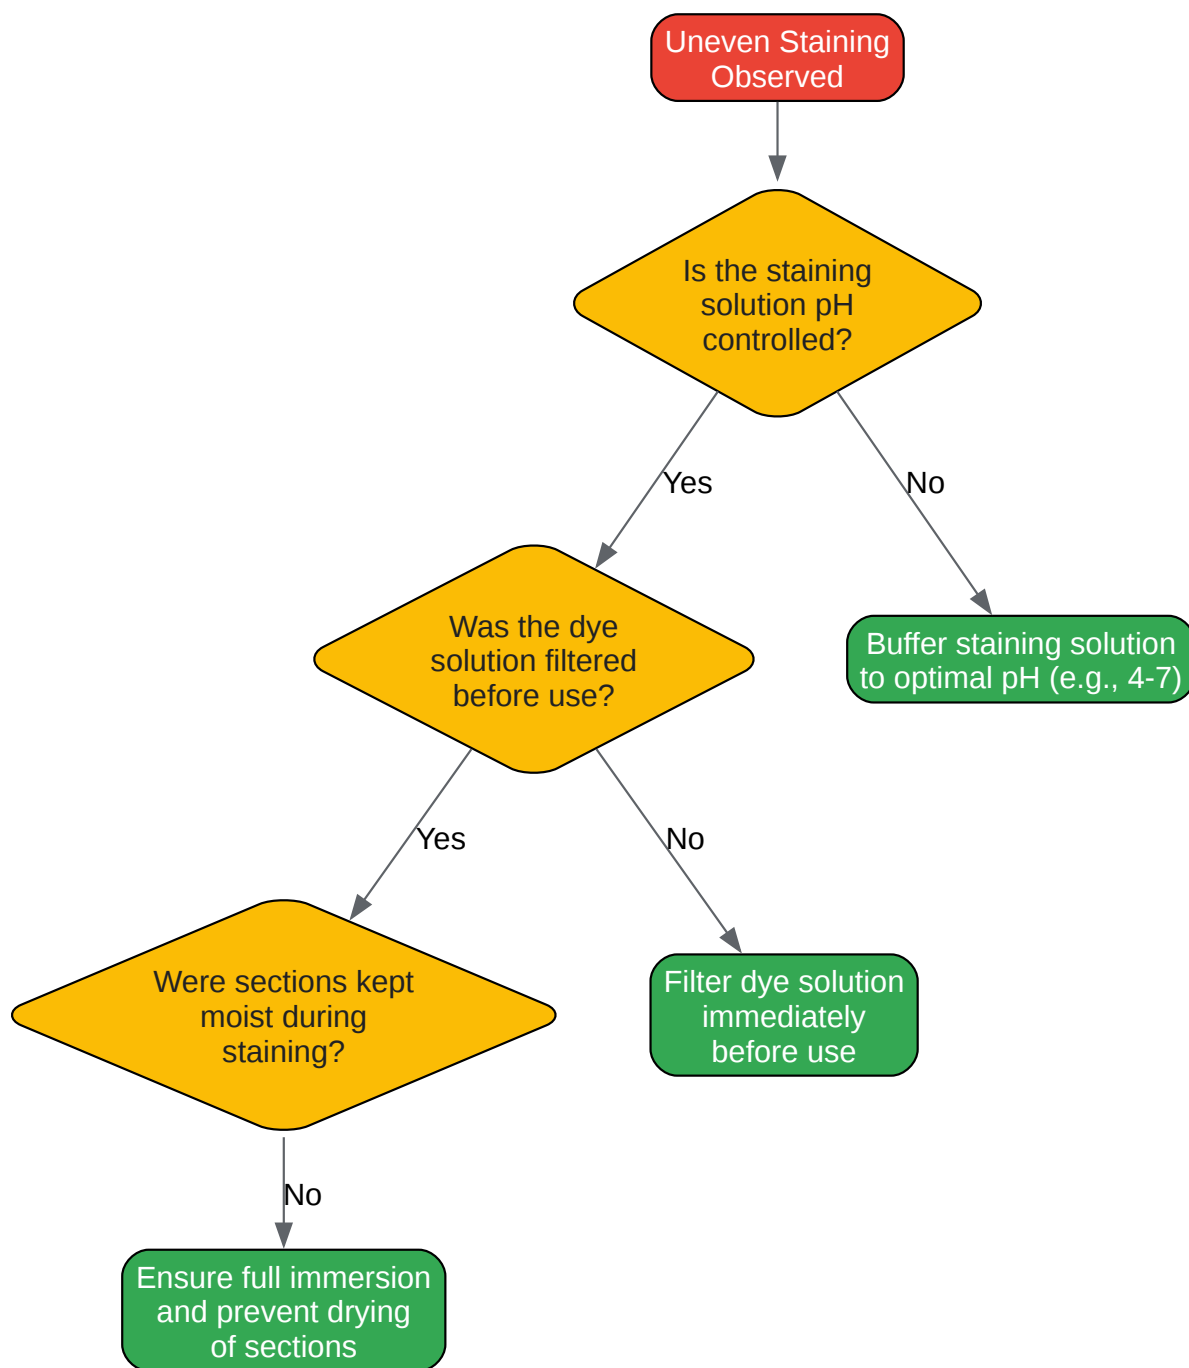 Uneven Staining
Observed
Is the staining
solution pH
controlled?
Yes
No
Was the dye
solution filtered
before use?
Buffer staining solution
to optimal pH (e.g., 4-7)
Yes
No
Were sections kept
moist during
staining?
Filter dye solution
immediately
before use
No
Ensure full immersion
and prevent drying
of sections